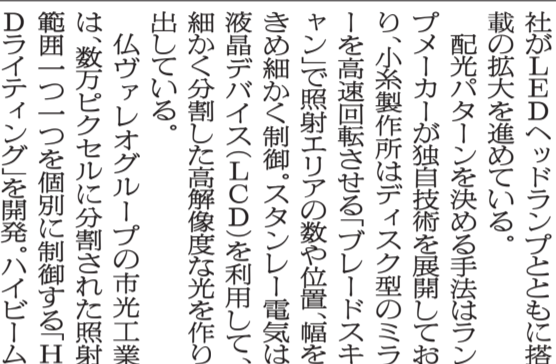 社がLEDヘッドランプとともに搭
載の拡大を進めている。
配光パターンを決める手法はラン
プメーカーが独自技術を展開してお
り、小糸製作所はディスク型のミラ
ーを高速回転させる「ブレードスキ
ャン」で照射エリアの数や位置、幅を
きめ細かく制御。スタンレー電気は
液晶デバイス(LCD)を利用して、
細かく分割した高解像度な光を作り
出している。
仏ヴァレオグループの市光工業
は、数万ピクセルに分割された照射
範囲一つ一つを個別に制御する「H
Dライティング」を開発。ハイビーム